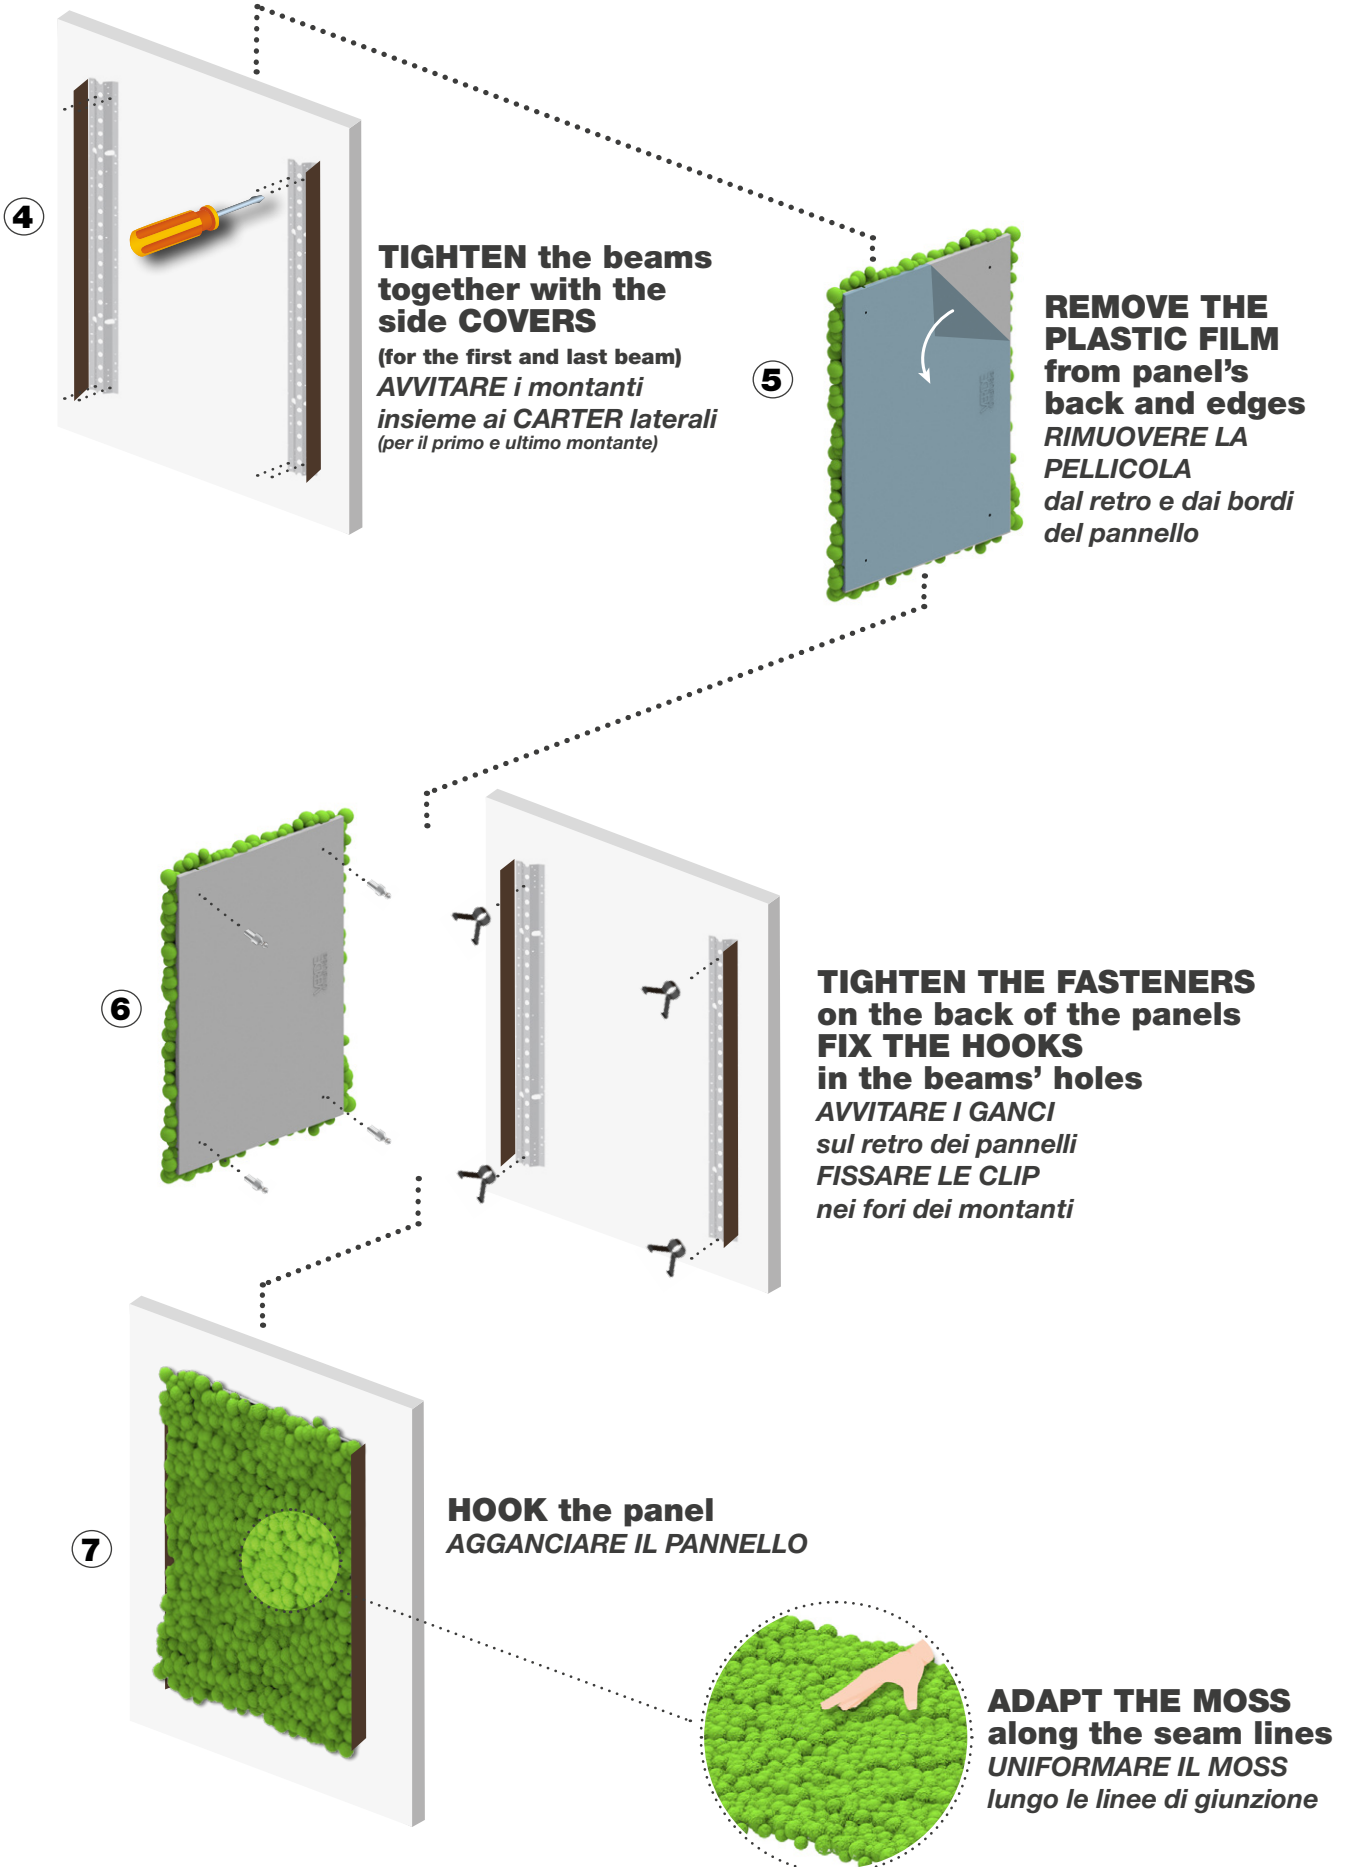 4
TIGHTEN the beams
together with the
side COVERS
(for the first and last beam)
AVVITARE i montanti
insieme ai CARTER laterali
(per il primo e ultimo montante)
5
REMOVE THE
PLASTIC FILM
from panel's
back and edges
RIMUOVERE LA
PELLICOLA
dal retro e dai bordi
del pannello
6
TIGHTEN THE FASTENERS
on the back of the panels
FIX THE HOOKS
in the beams’ holes
AVVITARE I GANCI
sul retro dei pannelli
FISSARE LE CLIP
nei fori dei montanti
7
HOOK the panel
AGGANCIARE IL PANNELLO
ADAPT THE MOSS
along the seam lines
UNIFORMARE IL MOSS
lungo le linee di giunzione